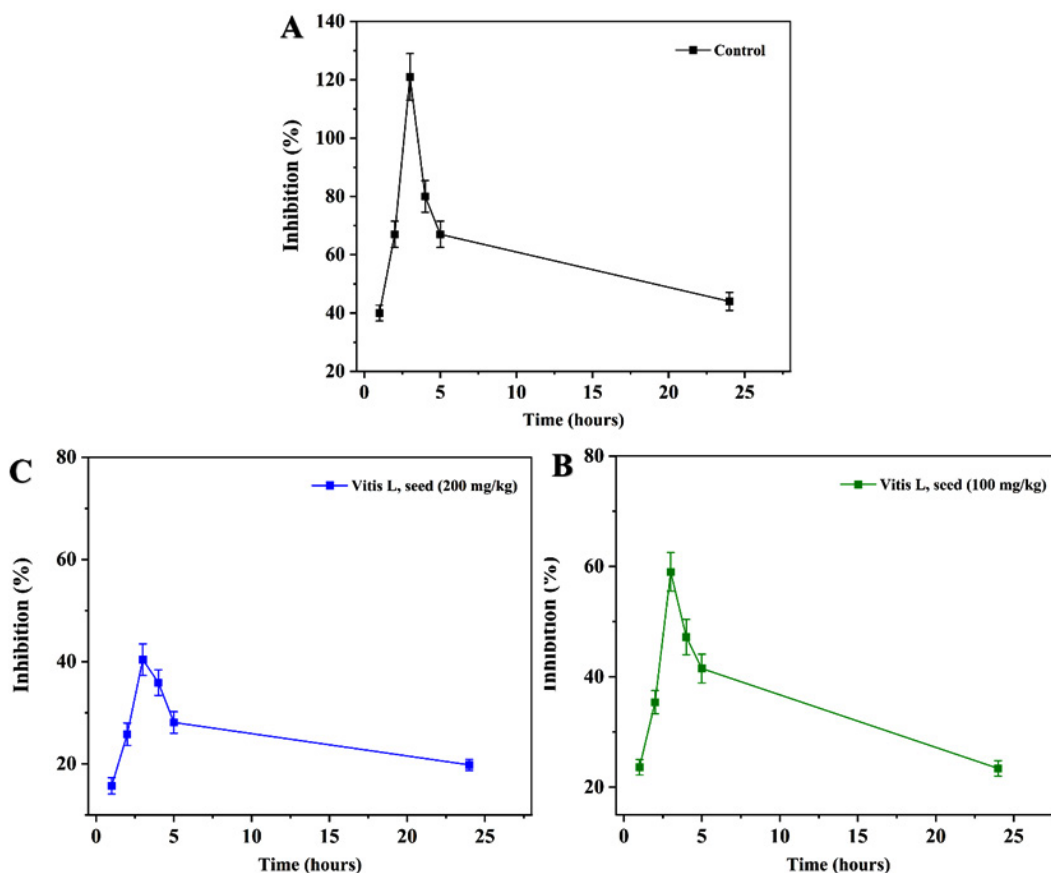 A
Control
Inhibition (%)
140
120
100
80
60
40
20
0 5 10 15 20 25
Time (hours)
C
Vitis L, seed (200 mg/kg)
Inhibition (%)
80
60
40
20
0 5 10 15 20 25
Time (hours)
B
Vitis L, seed (100 mg/kg)
Inhibition (%)
80
60
40
20
0 5 10 15 20 25
Time (hours)